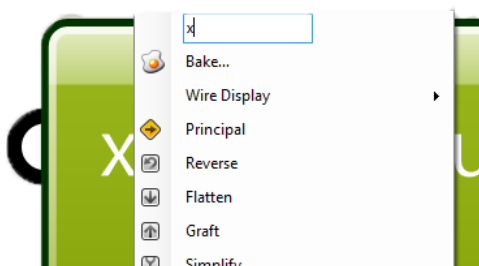 x
Bake...
Wire Display
Principal
X
Reverse
Flatten
Graft
Simplify